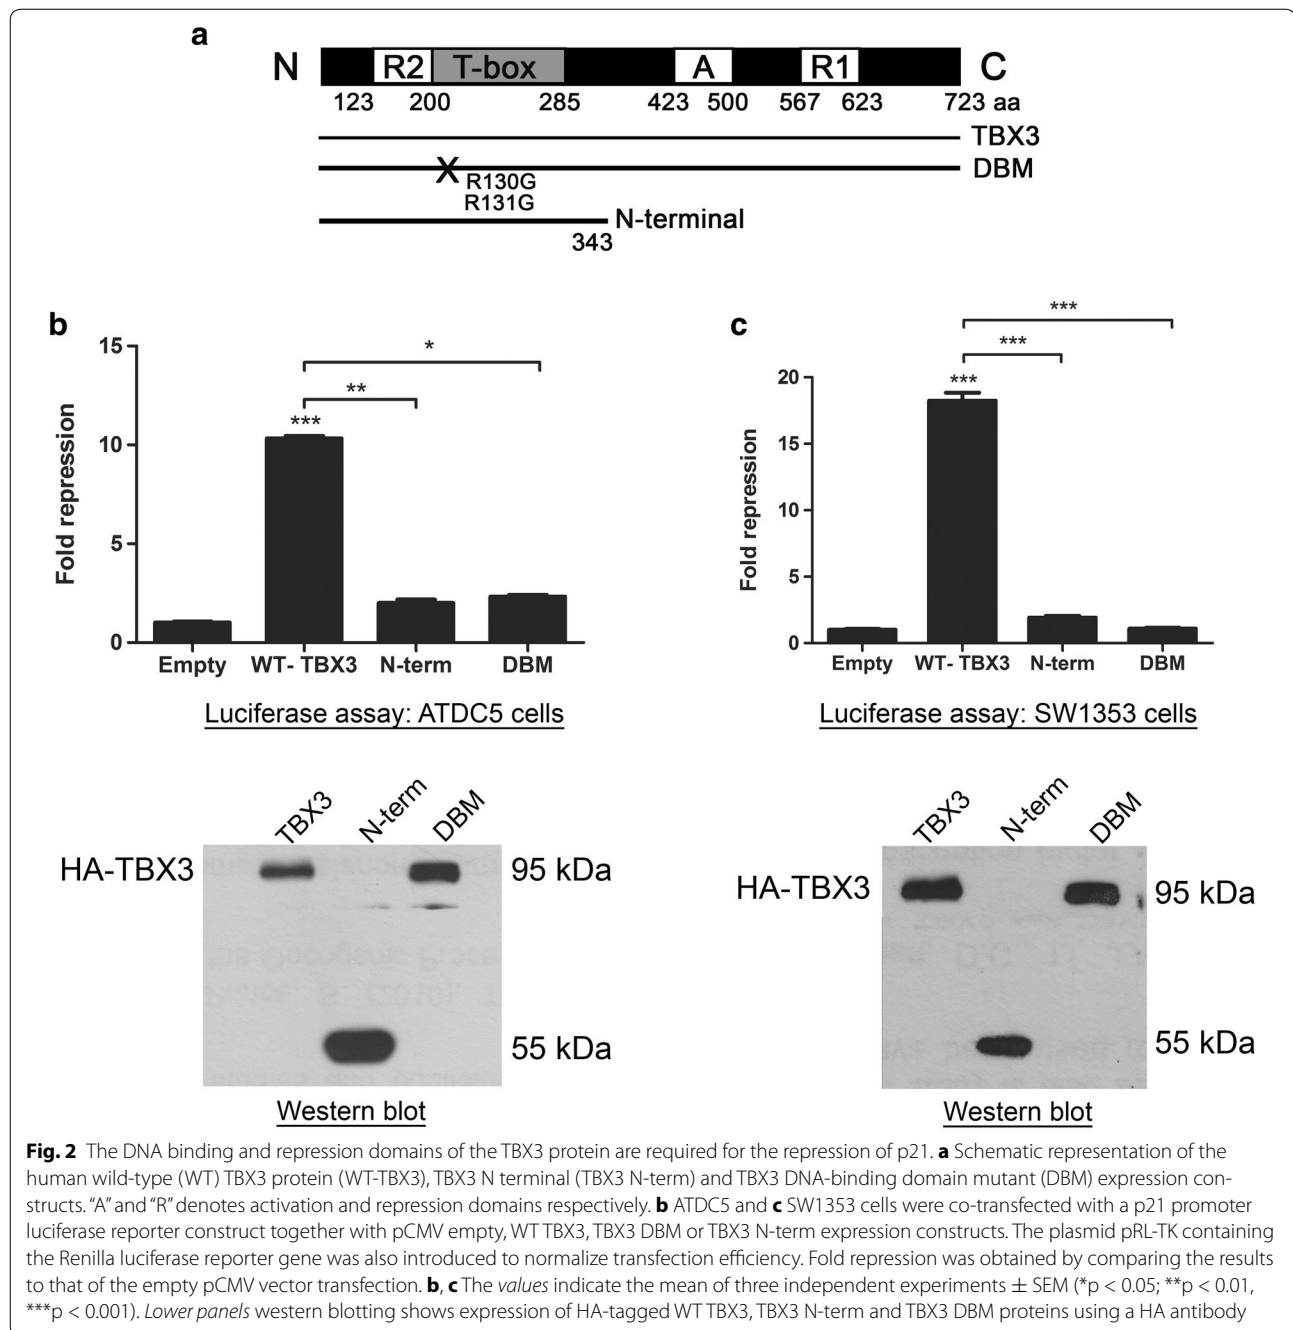 a
N R2 T-box A R1 C
123 200 285 423 500 567 623 723 aa
TBX3
DBM
X
R130G
R131G
N-terminal
343
b
15
10
5
0
Fold repression
***
**
*
Empty WT- TBX3 N-term DBM
Luciferase assay: ATDC5 cells
c
20
15
10
5
0
Fold repression
***
***
***
Empty WT- TBX3 N-term DBM
Luciferase assay: SW1353 cells
TBX3 N-term DBM
HA-TBX3 95 kDa
55 kDa
Western blot
TBX3 N-term DBM
HA-TBX3 95 kDa
55 kDa
Western blot
Fig. 2 The DNA binding and repression domains of the TBX3 protein are required for the repression of p21. a Schematic representation of the
human wild-type (WT) TBX3 protein (WT-TBX3), TBX3 N terminal (TBX3 N-term) and TBX3 DNA-binding domain mutant (DBM) expression con-
structs. “A” and “R” denotes activation and repression domains respectively. b ATDC5 and c SW1353 cells were co-transfected with a p21 promoter
luciferase reporter construct together with pCMV empty, WT TBX3, TBX3 DBM or TBX3 N-term expression constructs. The plasmid pRL-TK containing
the Renilla luciferase reporter gene was also introduced to normalize transfection efficiency. Fold repression was obtained by comparing the results
to that of the empty pCMV vector transfection. b, c The values indicate the mean of three independent experiments ± SEM (*p < 0.05; **p < 0.01,
***p < 0.001). Lower panels western blotting shows expression of HA-tagged WT TBX3, TBX3 N-term and TBX3 DBM proteins using a HA antibody